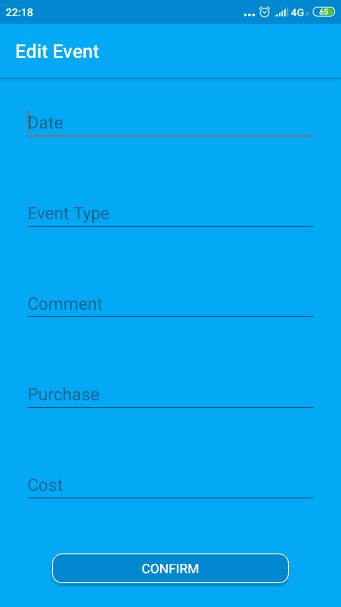 22:18
4G
65
Edit Event
Date
Event Type
Comment
Purchase
Cost
CONFIRM